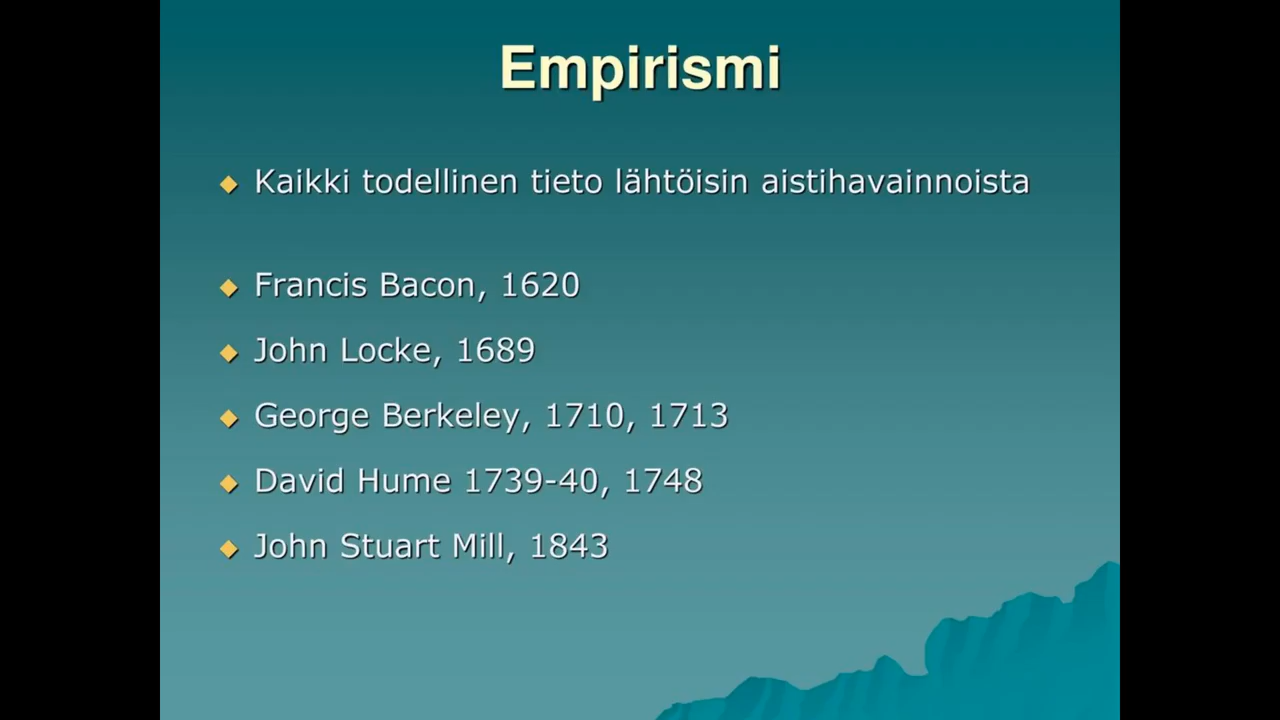 Empirismi
Kaikki todellinen tieto lähtöisin aistihavainnoista
Francis Bacon, 1620
John Locke, 1689
George Berkeley, 1710, 1713
David Hume 1739-40, 1748
John Stuart Mill, 1843